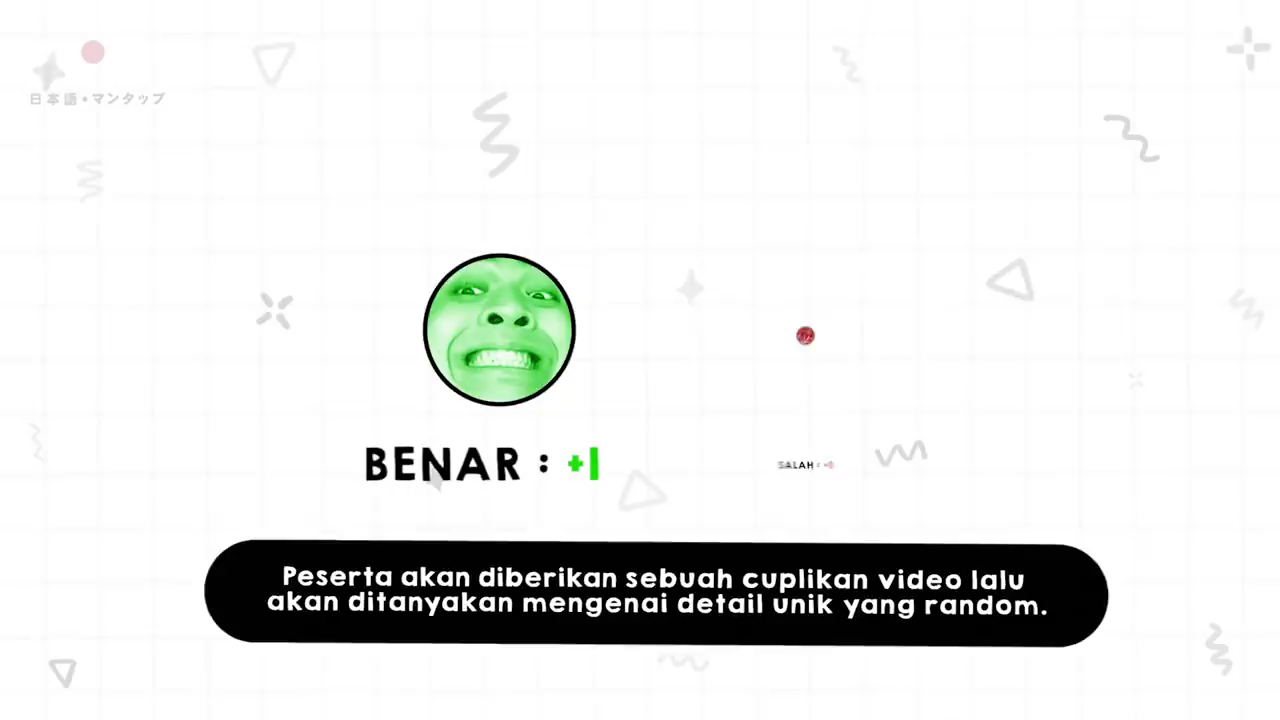 日本語•マンタップ
BENAR : +1
SALAH : +0
Peserta akan diberikan sebuah cuplikan video lalu
akan ditanyakan mengenai detail unik yang random.